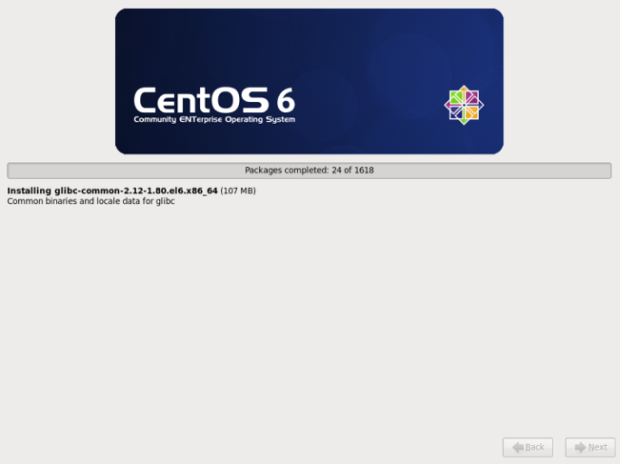 CentOS 6
Community ENTerprise Operating System
Packages completed: 24 of 1618
Installing glibc-common-2.12-1.80.el6.x86_64 (107 MB)
Common binaries and locale data for glibc
Back
Next